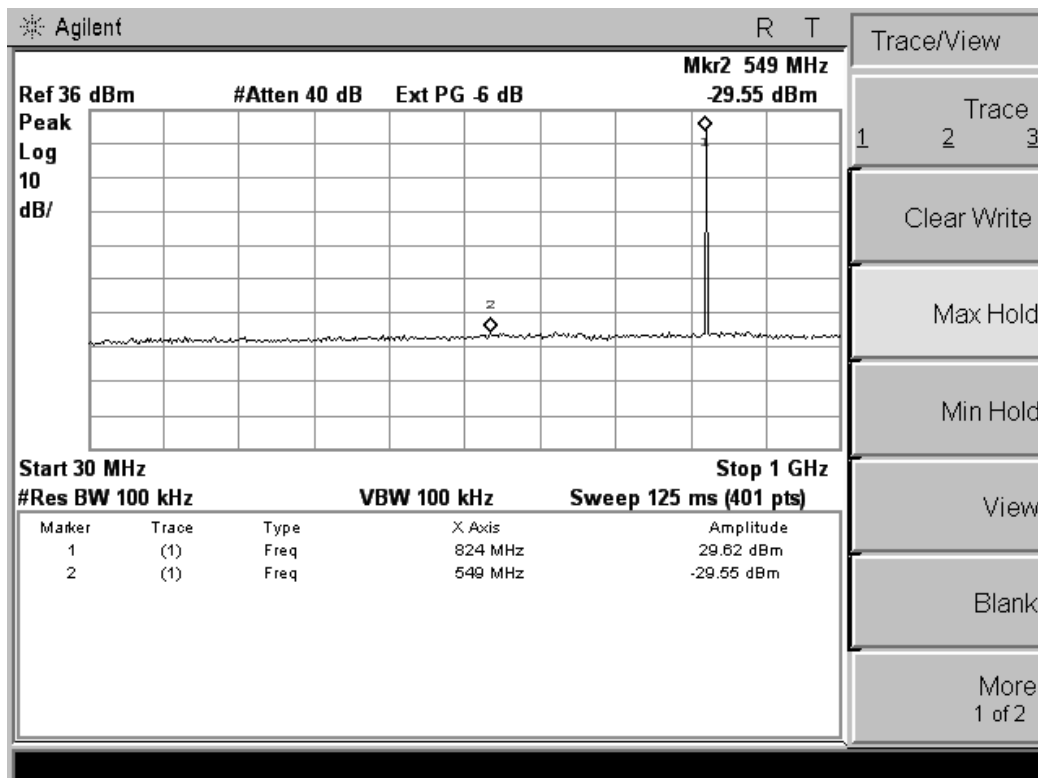 Agilent R T
Mkr2 549 MHz
Ref 36 dBm #Atten 40 dB Ext PG -6 dB -29.55 dBm
Peak
Log
10
dB/
1
2
Start 30 MHz Stop 1 GHz
#Res BW 100 kHz VBW 100 kHz Sweep 125 ms (401 pts)
Marker Trace Type X Axis Amplitude
1 (1) Freq 824 MHz 29.62 dBm
2 (1) Freq 549 MHz -29.55 dBm
Trace/View
Trace
1 2 3
Clear Write
Max Hold
Min Hold
View
Blank
More
1 of 2